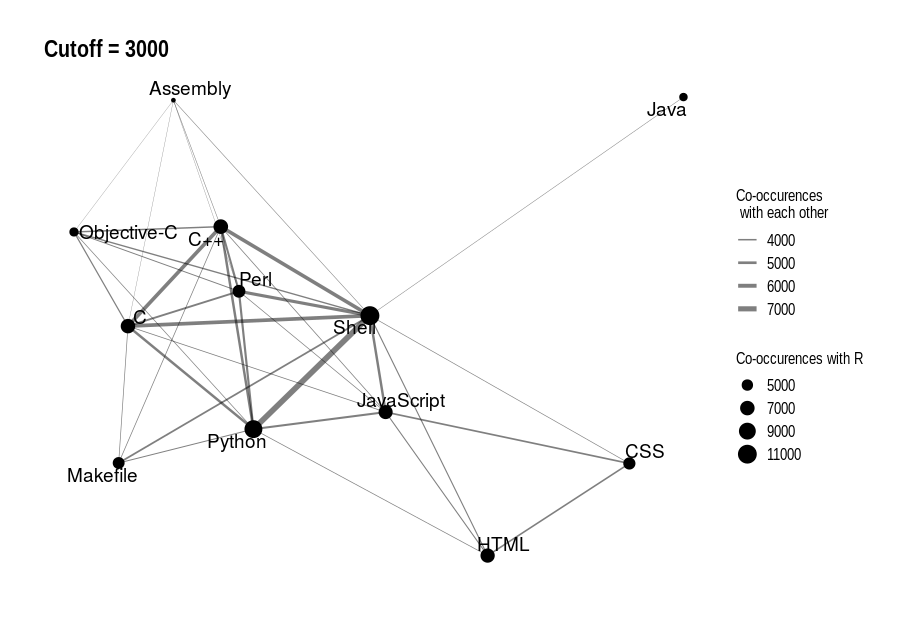 Cutoff = 3000
Assembly
Java
Co-occurences
with each other
4000
5000
6000
7000
Objective-C
C++
Perl
C
Shell
Co-occurences with R
5000
7000
9000
11000
JavaScript
Python
CSS
Makefile
HTML